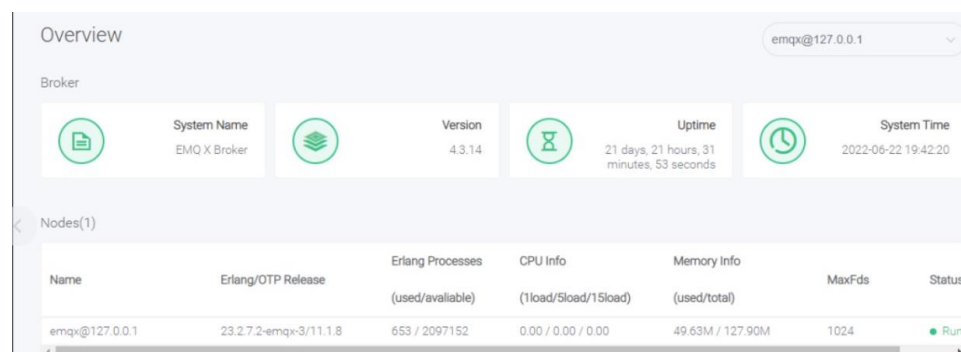 Overview
emqx@127.0.0.1
Broker
System Name
EMQ X Broker
Version
4.3.14
Uptime
21 days, 21 hours, 31
minutes, 53 seconds
System Time
2022-06-22 19:42:20
Nodes(1)
Name
Erlang/OTP Release
Erlang Processes
(used/avaliable)
CPU Info
(1load/5load/15load)
Memory Info
(used/total)
MaxFds
Status
emqx@127.0.0.1
23.2.7.2-emqx-3/11.1.8
653 / 2097152
0.00 / 0.00 / 0.00
49.63M / 127.90M
1024
Run